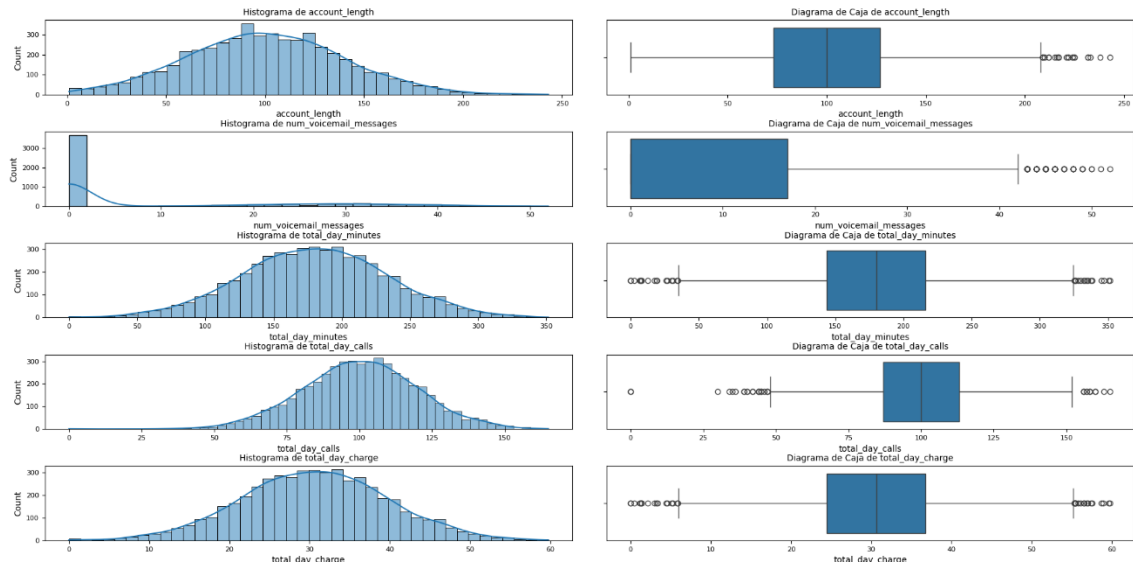 Histograma de account_length
Count
300
200
100
0
0 50 100 150 200 250
account_length
Diagrama de Caja de account_length
0 50 100 150 200 250
account_length
Histograma de num_voicemail_messages
Count
3000
2000
1000
0
0 10 20 30 40 50
num_voicemail_messages
Diagrama de Caja de num_voicemail_messages
0 10 20 30 40 50
num_voicemail_messages
Histograma de total_day_minutes
Count
300
200
100
0
0 50 100 150 200 250 300 350
total_day_minutes
Diagrama de Caja de total_day_minutes
0 50 100 150 200 250 300 350
total_day_minutes
Histograma de total_day_calls
Count
300
200
100
0
0 25 50 75 100 125 150
total_day_calls
Diagrama de Caja de total_day_calls
0 25 50 75 100 125 150
total_day_calls
Histograma de total_day_charge
Count
300
200
100
0
0 10 20 30 40 50 60
total_day_charge
Diagrama de Caja de total_day_charge
0 10 20 30 40 50 60
total_day_charge